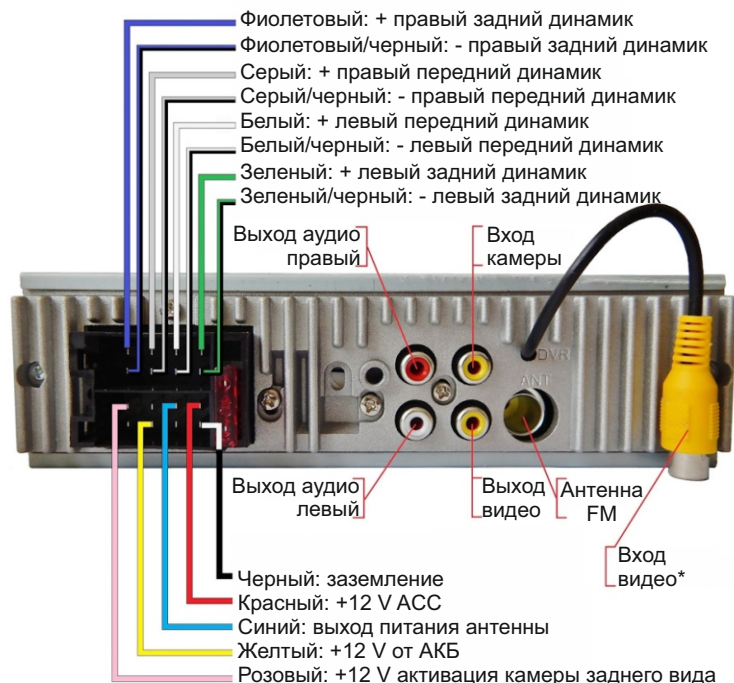 Фиолетовый: + правый задний динамик
Фиолетовый/черный: - правый задний динамик
Серый: + правый передний динамик
Серый/черный: - правый передний динамик
Белый: + левый передний динамик
Белый/черный: - левый передний динамик
Зеленый: + левый задний динамик
Зеленый/черный: - левый задний динамик
Выход аудио
правый
Вход
камеры
DVR
ANT
Выход аудио
левый
Выход
видео
Антенна
FM
Вход
видео*
Черный: заземление
Красный: +12 V ACC
Синий: выход питания антенны
Желтый: +12 V от АКБ
Розовый: +12 V активация камеры заднего вида